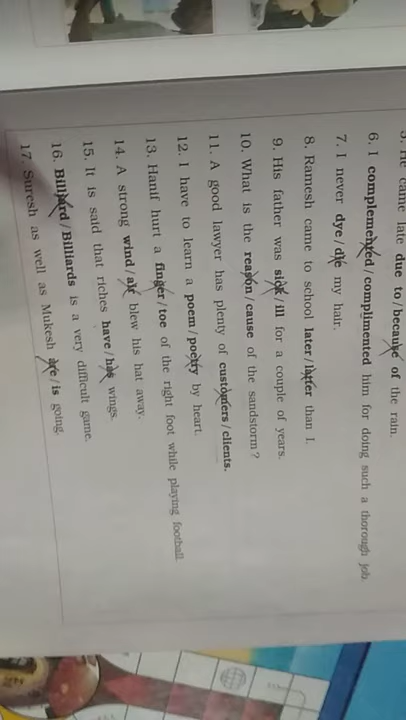 5. He came late due to/because of the rain.
6. I complemented/complimented him for doing such a thorough job.
7. I never dye/die my hair.
8. Ramesh came to school later/latter than I.
9. His father was sick/ill for a couple of years.
10. What is the reason/cause of the sandstorm?
11. A good lawyer has plenty of customers/clients.
12. I have to learn a poem/poetry by heart.
13. Hanif hurt a finger/toe of the right foot while playing football.
14. A strong wind/air blew his hat away.
15. It is said that riches have/has wings.
16. Billiard/Billiards is a very difficult game.
17. Suresh as well as Mukesh are/is going.